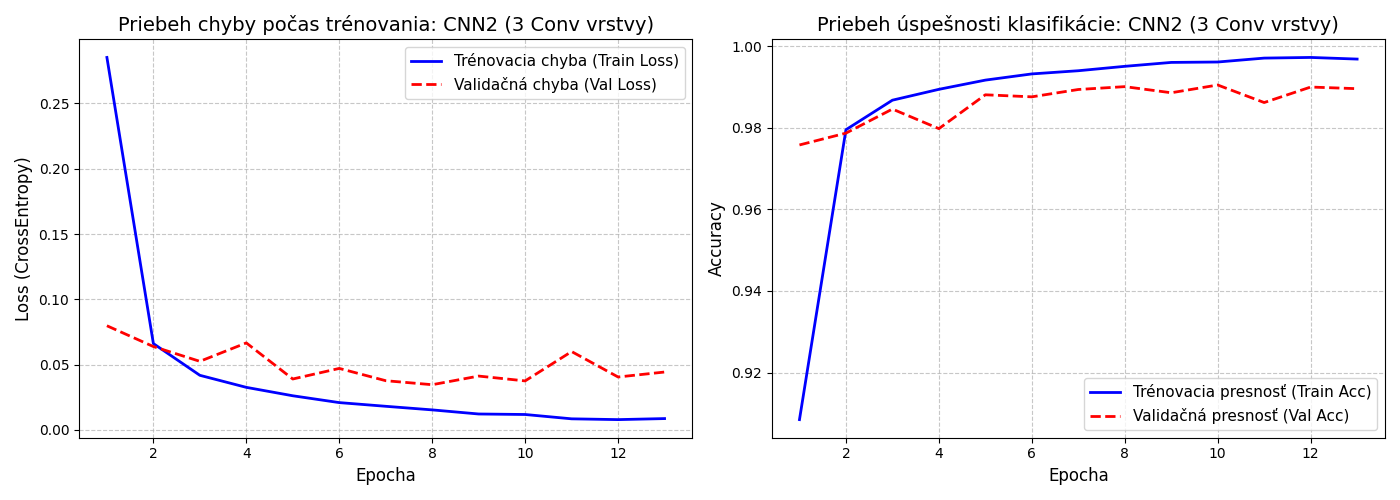 Priebeh chyby počas trénovania: CNN2 (3 Conv vrstvy)
Trénovacia chyba (Train Loss)
Validačná chyba (Val Loss)
Loss (CrossEntropy)
0.25
0.20
0.15
0.10
0.05
0.00
2 4 6 8 10 12
Epocha
Priebeh úspešnosti klasifikácie: CNN2 (3 Conv vrstvy)
Accuracy
1.00
0.98
0.96
0.94
0.92
Trénovacia presnosť (Train Acc)
Validačná presnosť (Val Acc)
2 4 6 8 10 12
Epocha